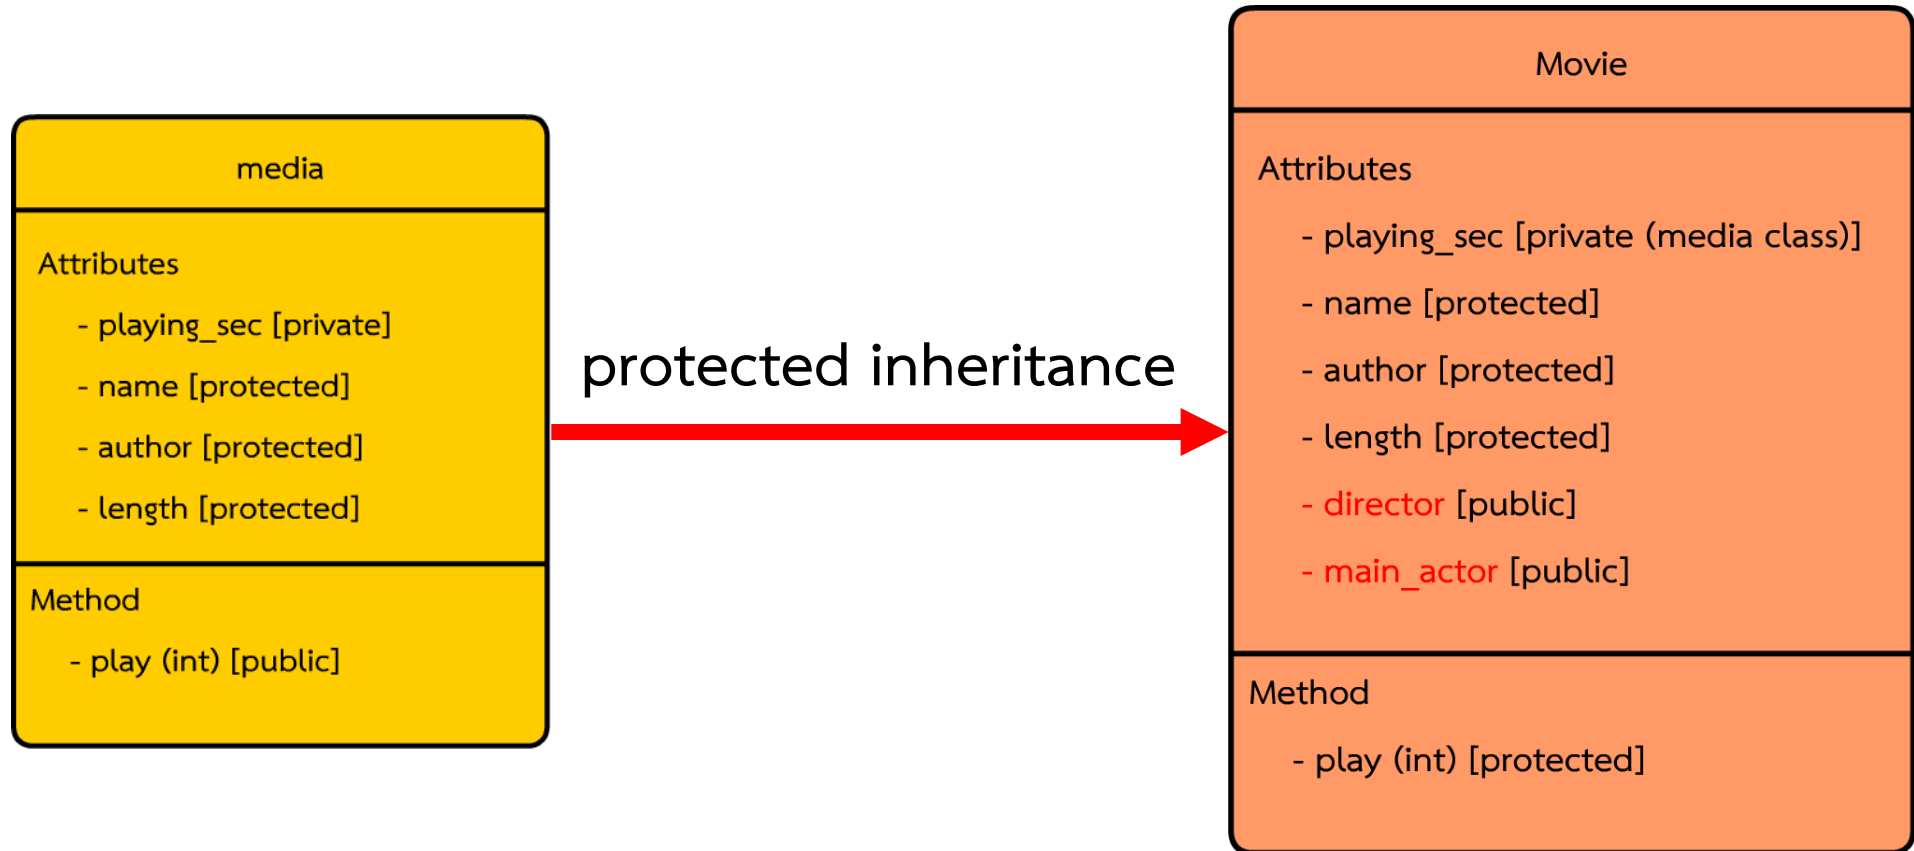 media
Attributes
- playing_sec [private]
- name [protected]
- author [protected]
- length [protected]
Method
- play (int) [public]
protected inheritance
Movie
Attributes
- playing_sec [private (media class)]
- name [protected]
- author [protected]
- length [protected]
- director [public]
- main_actor [public]
Method
- play (int) [protected]